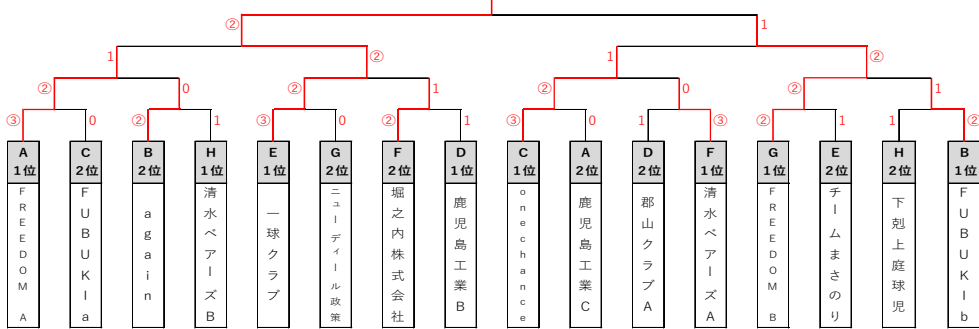 ② 1
1 ② 1 ②
② 0 ② 1 ② 0 ② 1
③ 0 ② 1 ③ 0 ② 1 ③ 0 1 ③ ② 1 1 ②
A C B H E G F D C A D F G E H B
1位 2位 2位 1位 1位 2位 2位 1位 1位 2位 2位 1位 1位 2位 2位 1位
FREEDOM A
FUBUKIa
again
清水ベアーズB
一球クラブ
ニューディール政策
堀之内株式会社
鹿児島工業B
onechance
鹿児島工業C
郡山クラブA
清水ベアーズA
FREEDOM B
チームまさのり
下剋上庭球児
FUBUKIb